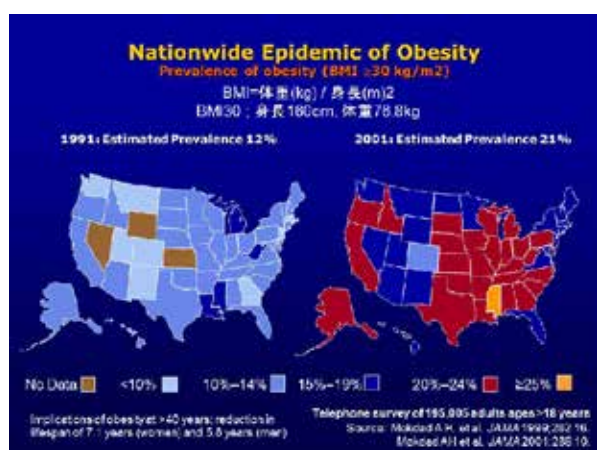 Nationwide Epidemic of Obesity
Prevalence of obesity (BMI ≥30 kg/m2)
BMI=体重(kg) / 身長(m)2
BMI30 : 身長160cm, 体重76.8kg
1991: Estimated Prevalence 12%
2001: Estimated Prevalence 21%
No Data <10% 10%–14% 15%–19% 20%–24% ≥25%
Implications of obesity at >40 years; reduction in
lifespan of 7.1 years (women) and 5.8 years (men)
Telephone survey of 195,005 adults ages >18 years
Source: Mokdad A H, et al. JAMA 1999;282:16.
Mokdad AH et al. JAMA 2001:286:10.